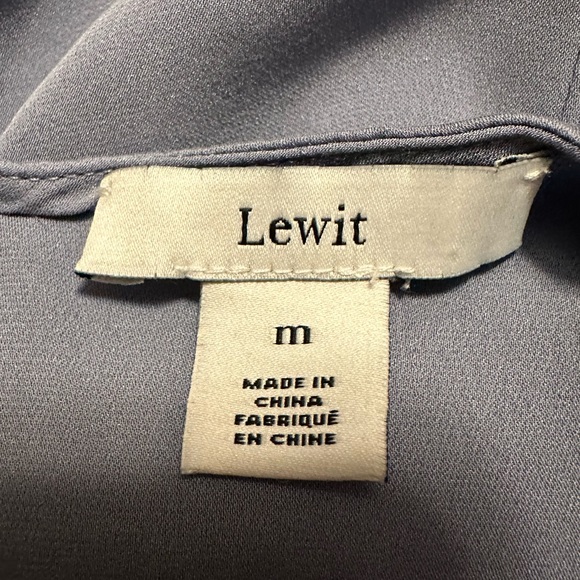 Lewit
m
MADE IN
CHINA
FABRIQUÉ
EN CHINE